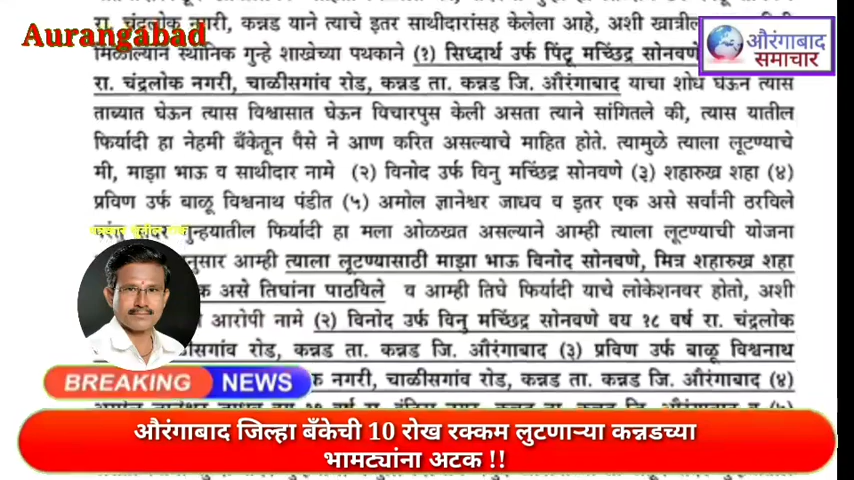 रा. चंद्रलोक नगरी, कन्नड याने त्याचे इतर साथीदारांसह केलेला आहे, अशी खात्रील
Aurangabad
औरंगाबाद
समाचार
मिळाल्याने स्थानिक गुन्हे शाखेच्या पथकाने (१) सिध्दार्थ उर्फ पिंटू मच्छिंद्र सोनवणे
रा. चंद्रलोक नगरी, चाळीसगांव रोड, कन्नड ता. कन्नड जि. औरंगाबाद याचा शोध घेऊन त्यास
ताब्यात घेऊन त्यास विश्वासात घेऊन विचारपुस केली असता त्याने सांगितले की, त्यास यातील
फिर्यादी हा नेहमी बँकेतून पैसे ने आण करित असल्याचे माहित होते. त्यामुळे त्याला लूटण्याचे
मी, माझा भाऊ व साथीदार नामे (२) विनोद उर्फ विनु मच्छिंद्र सोनवणे (३) शहारुख शहा (४)
प्रविण उर्फ बाळू विश्वनाथ पंडीत (५) अमोल ज्ञानेश्वर जाधव व इतर एक असे सर्वांनी ठरविले
गुन्हयातील फिर्यादी हा मला ओळखत असल्याने आम्ही त्याला लूटण्याची योजना
नुसार आम्ही त्याला लूटण्यासाठी माझा भाऊ विनोद सोनवणे, मित्र शहारुख शहा
क असे तिघांना पाठविले व आम्ही तिघे फिर्यादी याचे लोकेशनवर होतो, अशी
आरोपी नामे (२) विनोद उर्फ विनु मच्छिंद्र सोनवणे वय १८ वर्ष रा. चंद्रलोक
ळीसगांव रोड, कन्नड ता. कन्नड जि. औरंगाबाद (३) प्रविण उर्फ बाळू विश्वनाथ
क नगरी, चाळीसगांव रोड, कन्नड ता. कन्नड जि. औरंगाबाद (४)
BREAKING NEWS
औरंगाबाद जिल्हा बँकेची 10 रोख रक्कम लुटणाऱ्या कन्नडच्या
भामट्यांना अटक !!